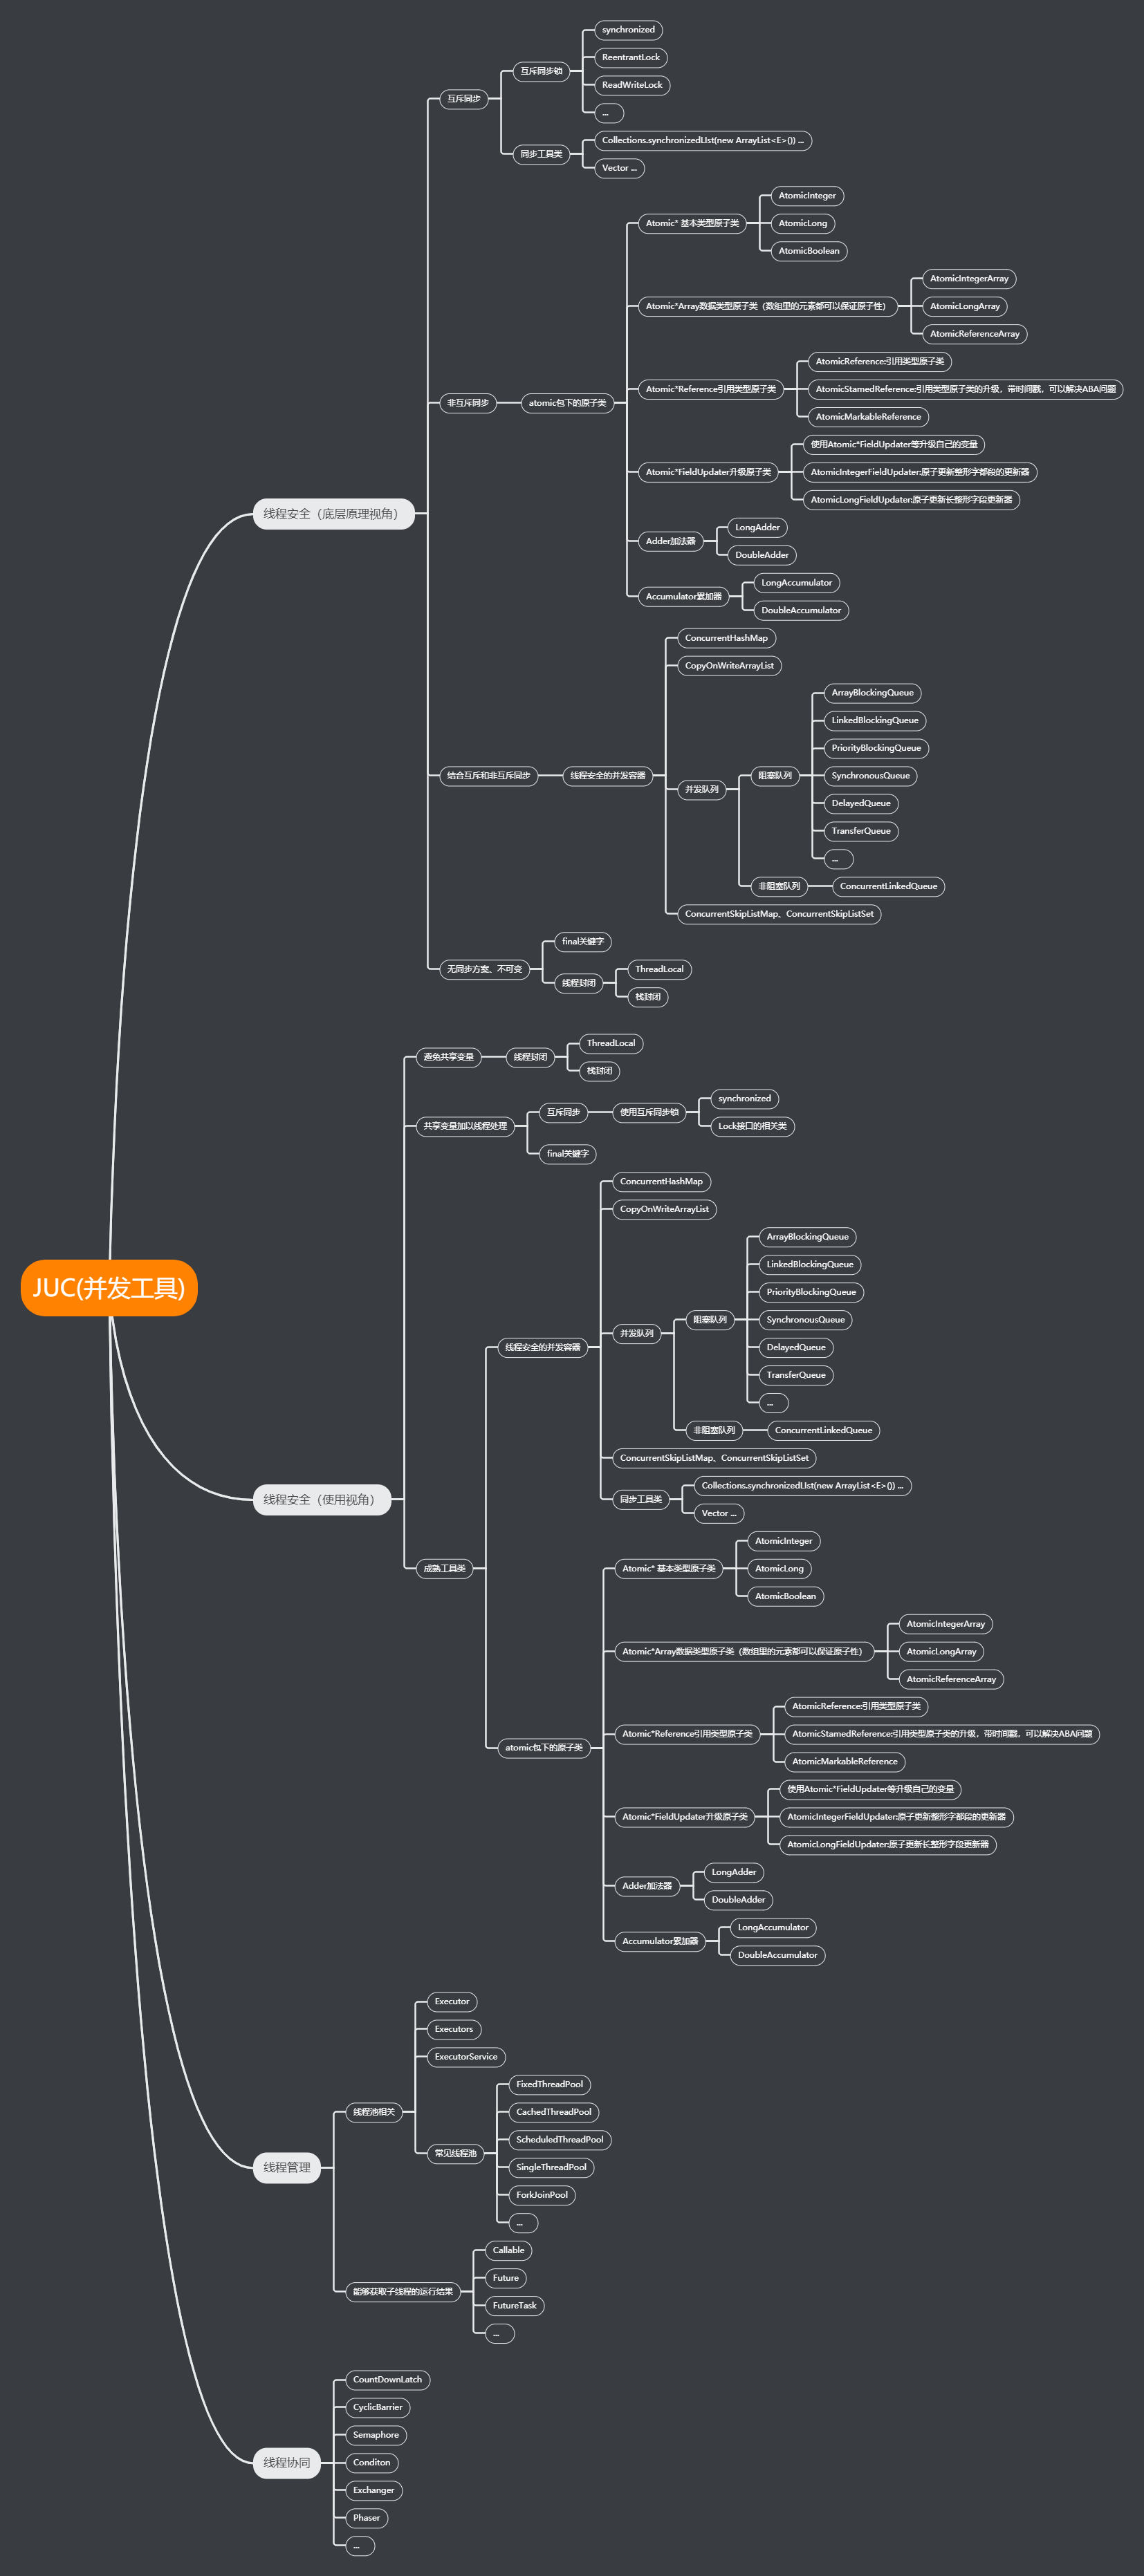 JUC(并发工具)
线程安全（底层原理视角）
互斥同步
互斥同步锁
synchronized
ReentrantLock
ReadWriteLock
...
同步工具类
Collections.synchronizedLIst(new ArrayList<E>()) ...
Vector ...
非互斥同步
atomic包下的原子类
Atomic* 基本类型原子类
AtomicInteger
AtomicLong
AtomicBoolean
Atomic*Array数据类型原子类（数组里的元素都可以保证原子性）
AtomicIntegerArray
AtomicLongArray
AtomicReferenceArray
Atomic*Reference引用类型原子类
AtomicReference:引用类型原子类
AtomicStamedReference:引用类型原子类的升级，带时间戳，可以解决ABA问题
AtomicMarkableReference
Atomic*FieldUpdater升级原子类
使用Atomic*FieldUpdater等升级自己的变量
AtomicIntegerFieldUpdater:原子更新整形字都段的更新器
AtomicLongFieldUpdater:原子更新长整形字段更新器
Adder加法器
LongAdder
DoubleAdder
Accumulator累加器
LongAccumulator
DoubleAccumulator
结合互斥和非互斥同步
线程安全的并发容器
ConcurrentHashMap
CopyOnWriteArrayList
并发队列
阻塞队列
ArrayBlockingQueue
LinkedBlockingQueue
PriorityBlockingQueue
SynchronousQueue
DelayedQueue
TransferQueue
...
非阻塞队列
ConcurrentLinkedQueue
ConcurrentSkipListMap、ConcurrentSkipListSet
无同步方案、不可变
final关键字
线程封闭
ThreadLocal
栈封闭
线程安全（使用视角）
避免共享变量
线程封闭
ThreadLocal
栈封闭
共享变量加以线程处理
互斥同步
使用互斥同步锁
synchronized
Lock接口的相关类
final关键字
成熟工具类
线程安全的并发容器
ConcurrentHashMap
CopyOnWriteArrayList
并发队列
阻塞队列
ArrayBlockingQueue
LinkedBlockingQueue
PriorityBlockingQueue
SynchronousQueue
DelayedQueue
TransferQueue
...
非阻塞队列
ConcurrentLinkedQueue
ConcurrentSkipListMap、ConcurrentSkipListSet
同步工具类
Collections.synchronizedLIst(new ArrayList<E>()) ...
Vector ...
atomic包下的原子类
Atomic* 基本类型原子类
AtomicInteger
AtomicLong
AtomicBoolean
Atomic*Array数据类型原子类（数组里的元素都可以保证原子性）
AtomicIntegerArray
AtomicLongArray
AtomicReferenceArray
Atomic*Reference引用类型原子类
AtomicReference:引用类型原子类
AtomicStamedReference:引用类型原子类的升级，带时间戳，可以解决ABA问题
AtomicMarkableReference
Atomic*FieldUpdater升级原子类
使用Atomic*FieldUpdater等升级自己的变量
AtomicIntegerFieldUpdater:原子更新整形字都段的更新器
AtomicLongFieldUpdater:原子更新长整形字段更新器
Adder加法器
LongAdder
DoubleAdder
Accumulator累加器
LongAccumulator
DoubleAccumulator
线程管理
线程池相关
Executor
Executors
ExecutorService
常见线程池
FixedThreadPool
CachedThreadPool
ScheduledThreadPool
SingleThreadPool
ForkJoinPool
...
能够获取子线程的运行结果
Callable
Future
FutureTask
...
线程协同
CountDownLatch
CyclicBarrier
Semaphore
Conditon
Exchanger
Phaser
...